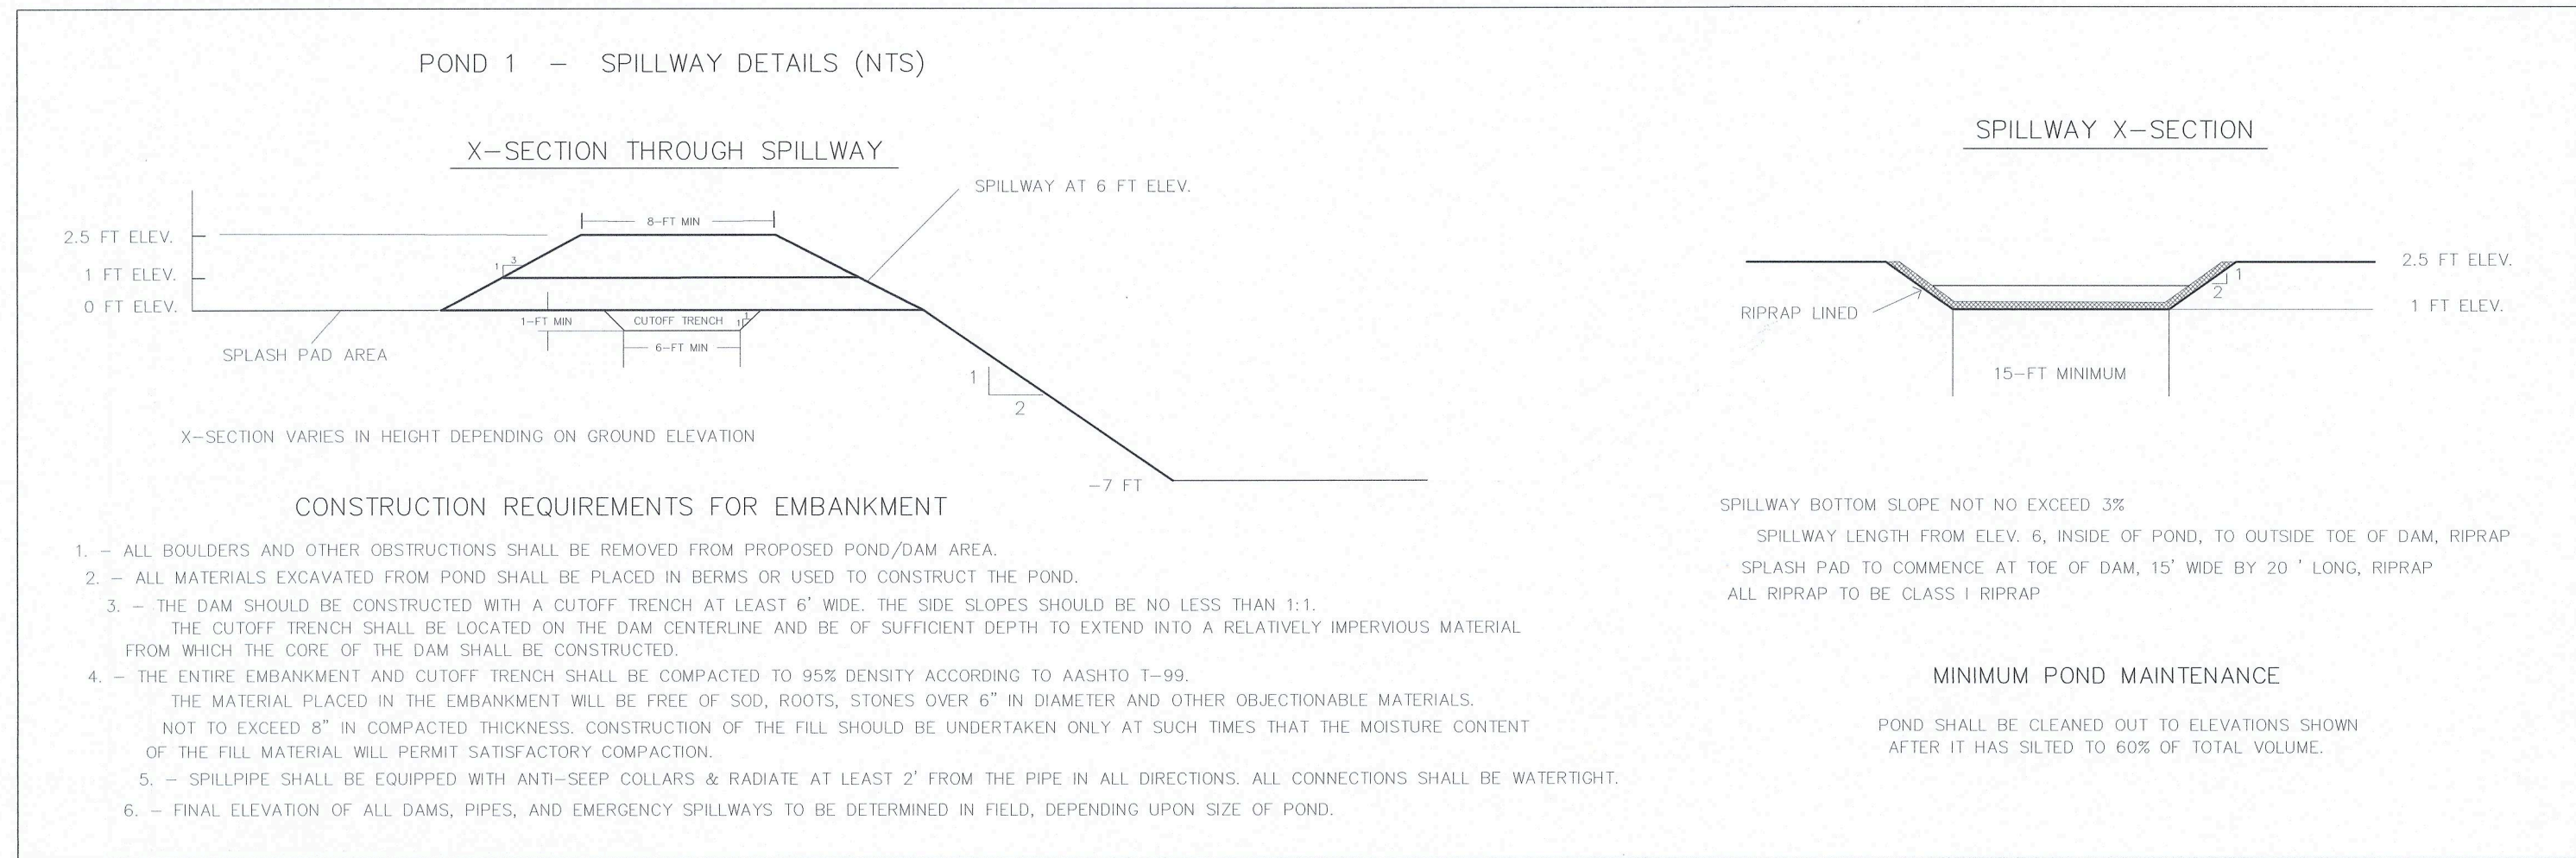 POND 1 – SPILLWAY DETAILS (NTS)
X–SECTION THROUGH SPILLWAY
SPILLWAY AT 6 FT ELEV.
8–FT MIN
2.5 FT ELEV.
1 3
1 FT ELEV.
0 FT ELEV.
1–FT MIN
CUTOFF TRENCH
1 1
6–FT MIN
SPLASH PAD AREA
1
2
–7 FT
X–SECTION VARIES IN HEIGHT DEPENDING ON GROUND ELEVATION
CONSTRUCTION REQUIREMENTS FOR EMBANKMENT
1. – ALL BOULDERS AND OTHER OBSTRUCTIONS SHALL BE REMOVED FROM PROPOSED POND/DAM AREA.
2. – ALL MATERIALS EXCAVATED FROM POND SHALL BE PLACED IN BERMS OR USED TO CONSTRUCT THE POND.
3. – THE DAM SHOULD BE CONSTRUCTED WITH A CUTOFF TRENCH AT LEAST 6' WIDE. THE SIDE SLOPES SHOULD BE NO LESS THAN 1:1.
THE CUTOFF TRENCH SHALL BE LOCATED ON THE DAM CENTERLINE AND BE OF SUFFICIENT DEPTH TO EXTEND INTO A RELATIVELY IMPERVIOUS MATERIAL
FROM WHICH THE CORE OF THE DAM SHALL BE CONSTRUCTED.
4. – THE ENTIRE EMBANKMENT AND CUTOFF TRENCH SHALL BE COMPACTED TO 95% DENSITY ACCORDING TO AASHTO T–99.
THE MATERIAL PLACED IN THE EMBANKMENT WILL BE FREE OF SOD, ROOTS, STONES OVER 6" IN DIAMETER AND OTHER OBJECTIONABLE MATERIALS.
NOT TO EXCEED 8" IN COMPACTED THICKNESS. CONSTRUCTION OF THE FILL SHOULD BE UNDERTAKEN ONLY AT SUCH TIMES THAT THE MOISTURE CONTENT
OF THE FILL MATERIAL WILL PERMIT SATISFACTORY COMPACTION.
5. – SPILLPIPE SHALL BE EQUIPPED WITH ANTI–SEEP COLLARS & RADIATE AT LEAST 2' FROM THE PIPE IN ALL DIRECTIONS. ALL CONNECTIONS SHALL BE WATERTIGHT.
6. – FINAL ELEVATION OF ALL DAMS, PIPES, AND EMERGENCY SPILLWAYS TO BE DETERMINED IN FIELD, DEPENDING UPON SIZE OF POND.
SPILLWAY X–SECTION
2.5 FT ELEV.
1
2
1 FT ELEV.
RIPRAP LINED
15–FT MINIMUM
SPILLWAY BOTTOM SLOPE NOT NO EXCEED 3%
SPILLWAY LENGTH FROM ELEV. 6, INSIDE OF POND, TO OUTSIDE TOE OF DAM, RIPRAP
SPLASH PAD TO COMMENCE AT TOE OF DAM, 15' WIDE BY 20 ' LONG, RIPRAP
ALL RIPRAP TO BE CLASS I RIPRAP
MINIMUM POND MAINTENANCE
POND SHALL BE CLEANED OUT TO ELEVATIONS SHOWN
AFTER IT HAS SILTED TO 60% OF TOTAL VOLUME.